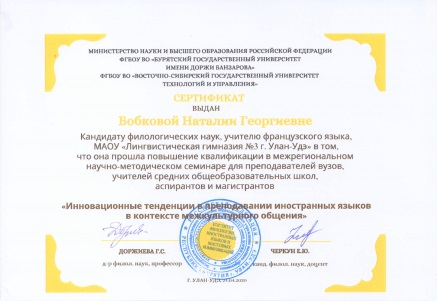 МИНИСТЕРСТВО НАУКИ И ВЫСШЕГО ОБРАЗОВАНИЯ РОССИЙСКОЙ ФЕДЕРАЦИИ
ФГБОУ ВО «БУРЯТСКИЙ ГОСУДАРСТВЕННЫЙ УНИВЕРСИТЕТ
ИМЕНИ ДОРЖИ БАНЗАРОВА»
ФГБОУ ВО «ВОСТОЧНО-СИБИРСКИЙ ГОСУДАРСТВЕННЫЙ УНИВЕРСИТЕТ
ТЕХНОЛОГИЙ И УПРАВЛЕНИЯ»
СЕРТИФИКАТ
ВЫДАН
Бобковой Наталии Георгиевне
Кандидату филологических наук, учителю французского языка,
МАОУ «Лингвистическая гимназия №3 г. Улан-Удэ» в том,
что она прошла повышение квалификации в межрегиональном
научно-методическом семинаре для преподавателей вузов,
учителей средних общеобразовательных школ,
аспирантов и магистрантов
«Инновационные тенденции в преподавании иностранных языков
в контексте межкультурного общения»
ДОРЖИЕВА Г.С.
ЧЕРКУН Е.Ю.
д-р филол. наук, профессор
канд. филол. наук, доцент
Г. УЛАН-УДЭ,